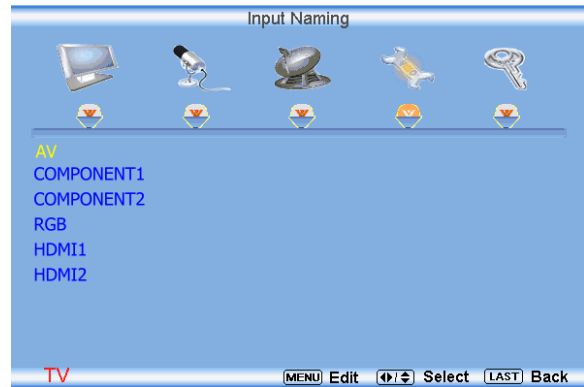 Input Naming
AV
COMPONENT1
COMPONENT2
RGB
HDMI1
HDMI2
TV MENU Edit Select LAST Back